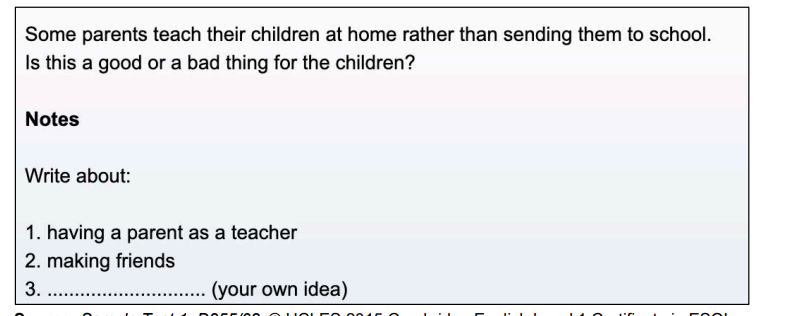 Some parents teach their children at home rather than sending them to school.
Is this a good or a bad thing for the children?
Notes
Write about:
1. having a parent as a teacher
2. making friends
3. ............................. (your own idea)